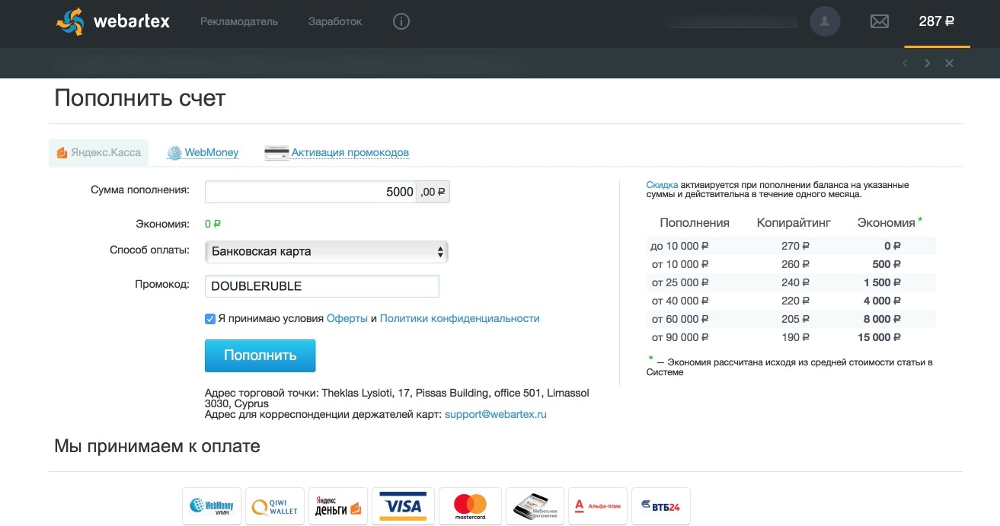 webartex Рекламодатель Заработок 287 ₽
Пополнить счет
Яндекс.Касса WebMoney Активация промокодов
Сумма пополнения: 5000 ,00 ₽
Экономия: 0 ₽
Способ оплаты: Банковская карта
Промокод: DOUBLERUBLE
Я принимаю условия Оферты и Политики конфиденциальности
Пополнить
Адрес торговой точки: Theklas Lysioti, 17, Pissas Building, office 501, Limassol
3030, Cyprus
Адрес для корреспонденции держателей карт: support@webartex.ru
Скидка активируется при пополнении баланса на указанные
суммы и действительна в течение одного месяца.
Пополнения Копирайтинг Экономия *
до 10 000 ₽ 270 ₽ 0 ₽
от 10 000 ₽ 260 ₽ 500 ₽
от 25 000 ₽ 240 ₽ 1 500 ₽
от 40 000 ₽ 220 ₽ 4 000 ₽
от 60 000 ₽ 205 ₽ 8 000 ₽
от 90 000 ₽ 190 ₽ 15 000 ₽
* — Экономия рассчитана исходя из средней стоимости статьи в
Системе
Мы принимаем к оплате
WebMoney WMR
QIWI WALLET
Яндекс деньги
VISA
mastercard.
Мобильное приложение
Альфа-Клик
ВТБ24